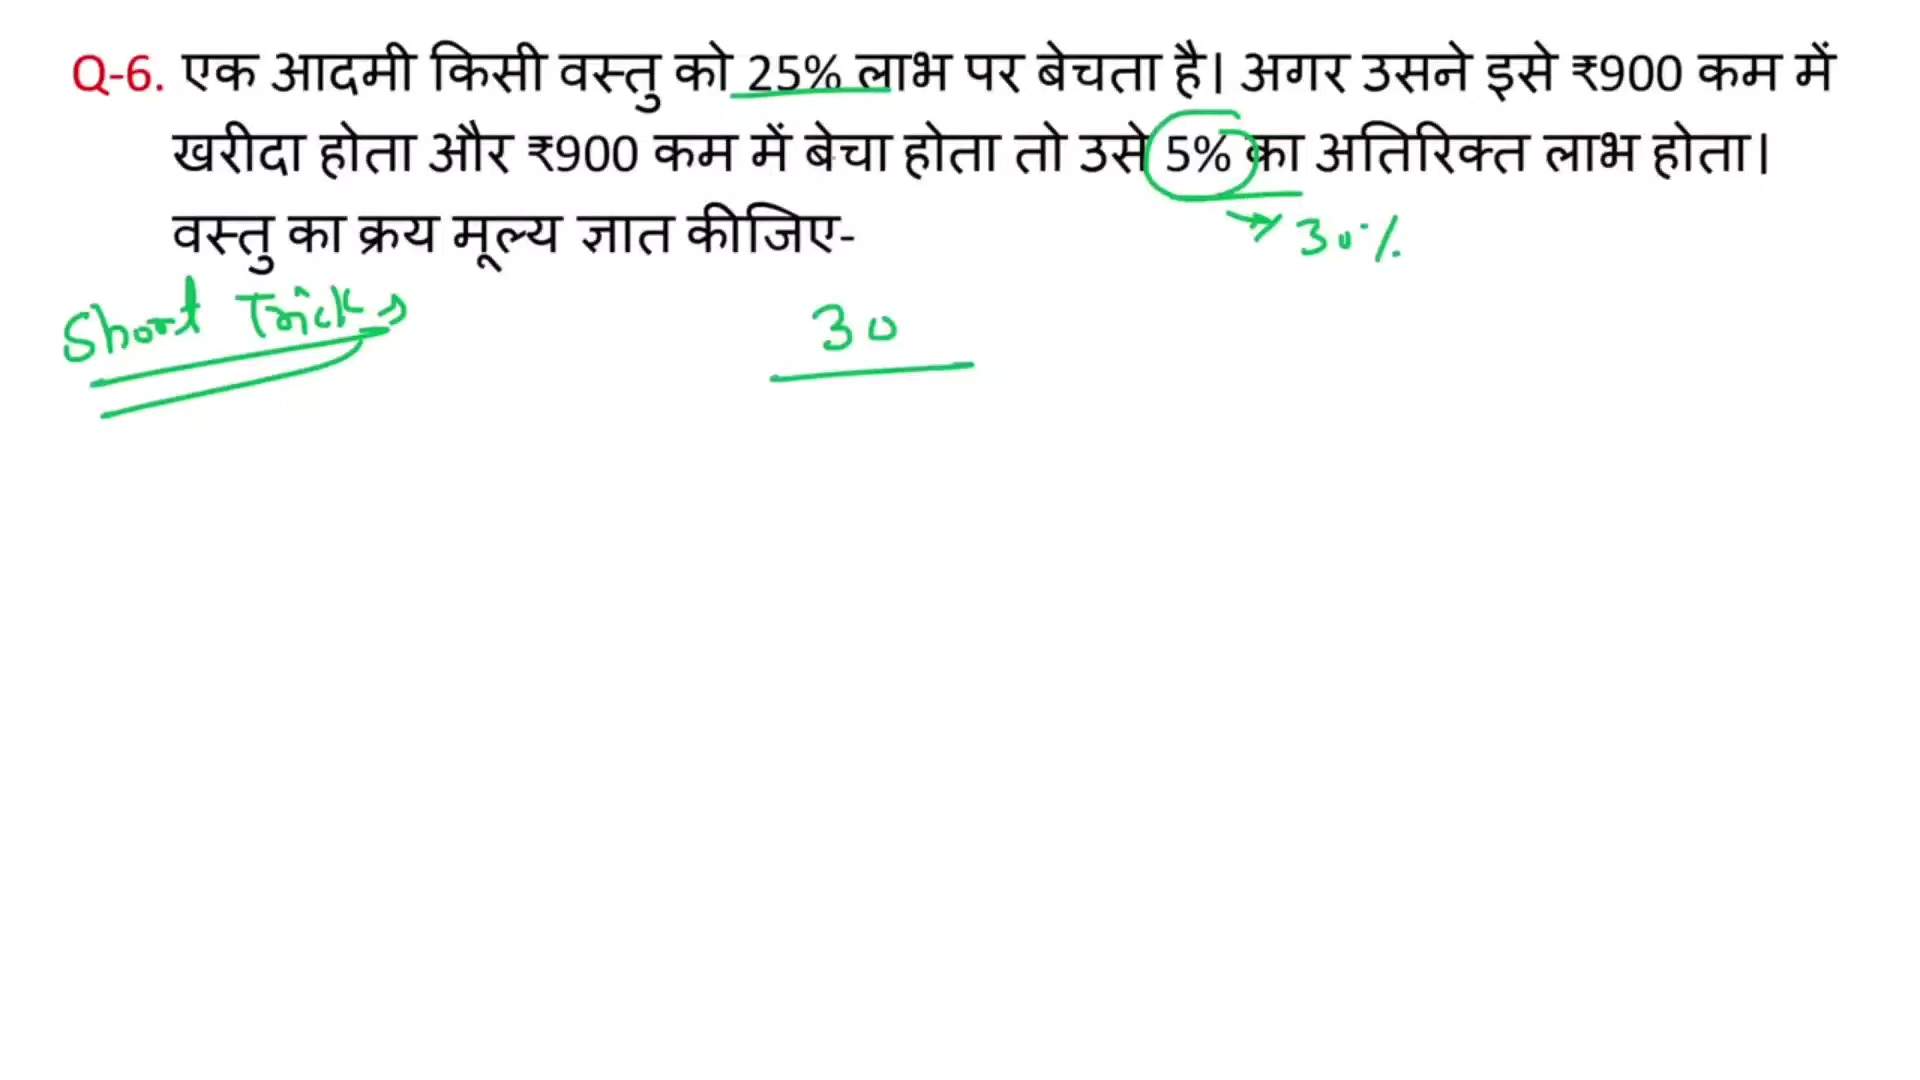 Q-6. एक आदमी किसी वस्तु को 25% लाभ पर बेचता है। अगर उसने इसे ₹900 कम में
खरीदा होता और ₹900 कम में बेचा होता तो उसे 5% का अतिरिक्त लाभ होता।
वस्तु का क्रय मूल्य ज्ञात कीजिए-
30%
Short Tricks
30